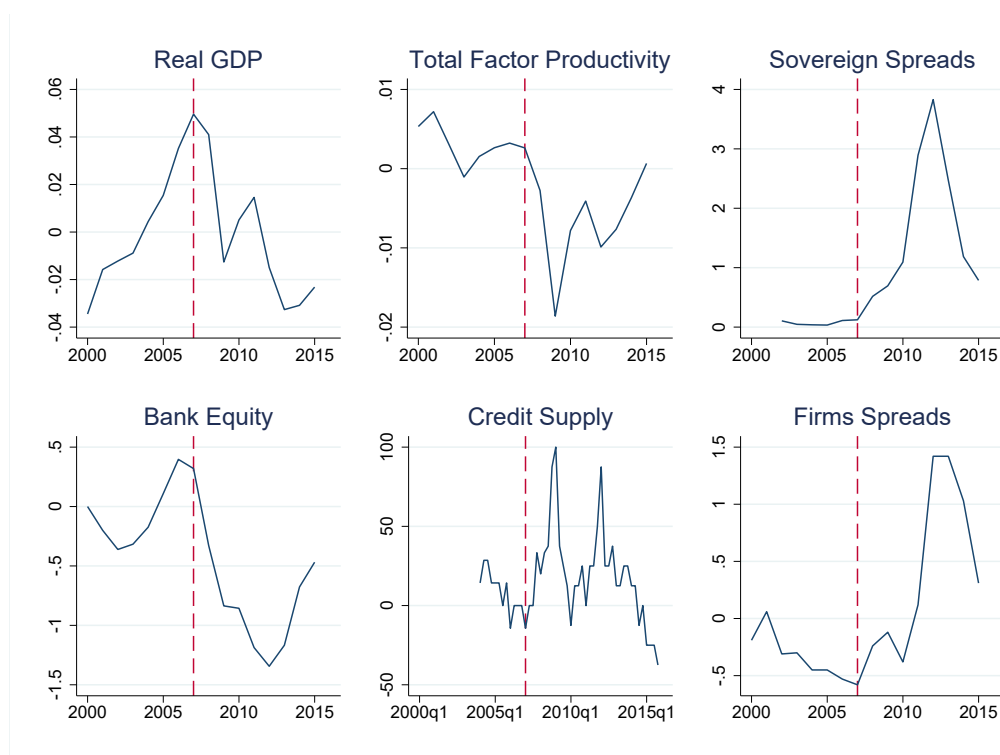 Real GDP
.06
.04
.02
0
-.02
-.04
2000 2005 2010 2015
Total Factor Productivity
.01
0
-.01
-.02
2000 2005 2010 2015
Sovereign Spreads
4
3
2
1
0
2000 2005 2010 2015
Bank Equity
.5
0
-.5
-1
-1.5
2000 2005 2010 2015
Credit Supply
100
50
0
-50
2000q1 2005q1 2010q1 2015q1
Firms Spreads
1.5
1
.5
0
-.5
2000 2005 2010 2015